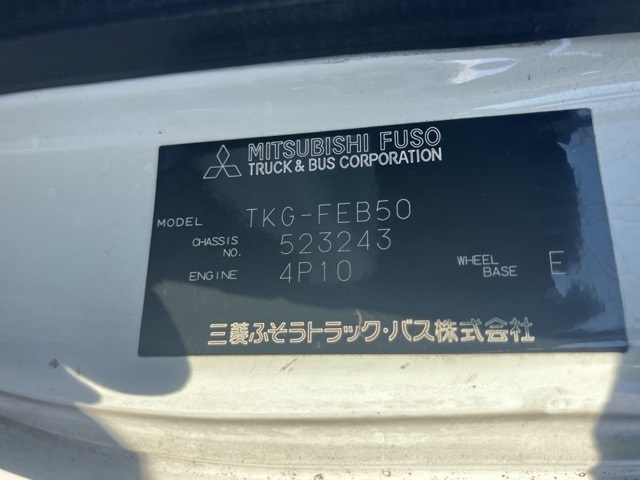 MITSUBISHI FUSO
TRUCK & BUS CORPORATION
MODEL TKG-FEB50
CHASSIS NO. 523243
ENGINE 4P10 WHEEL BASE E
三菱ふそうトラック・バス株式会社